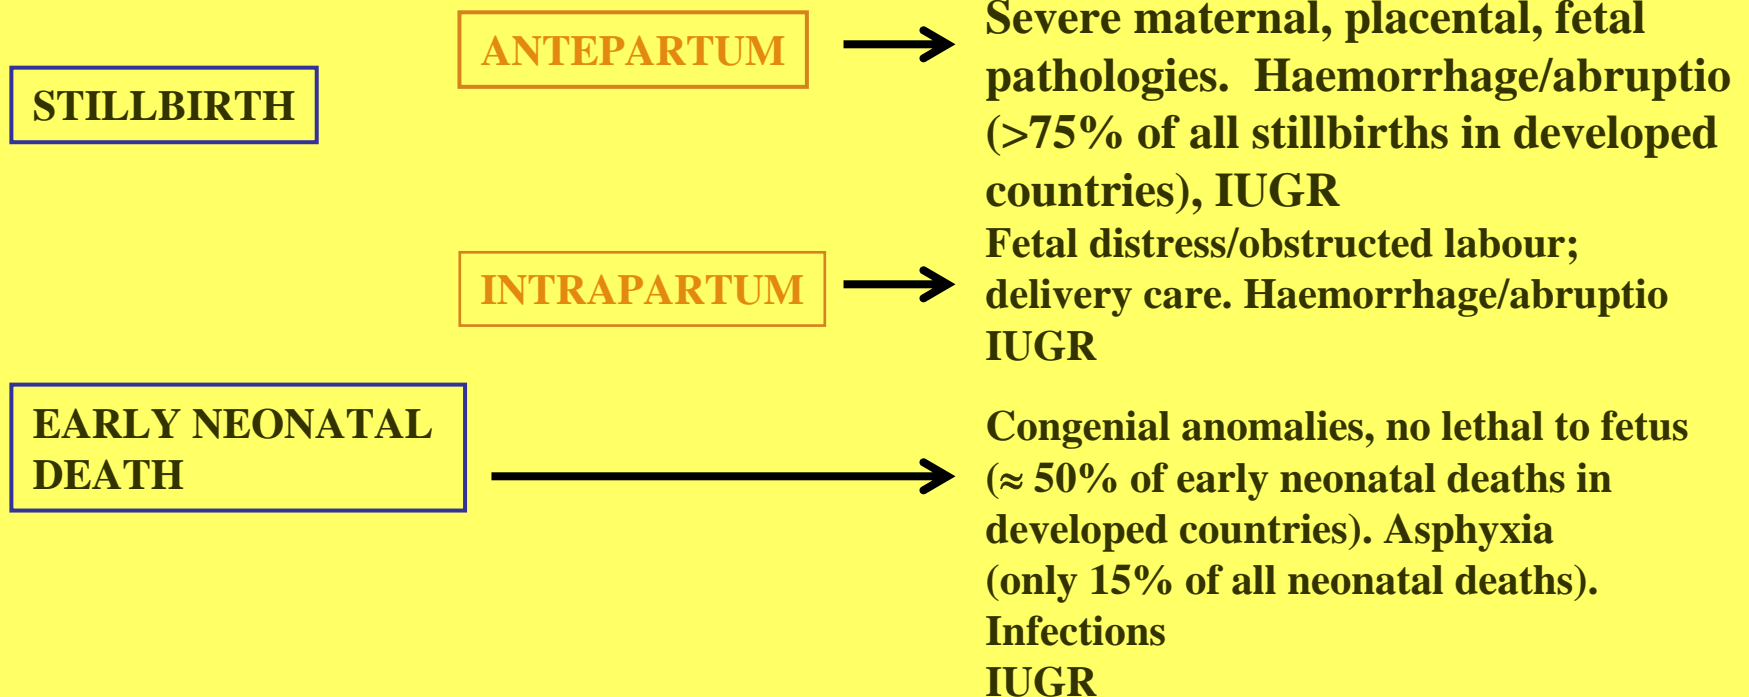 STILLBIRTH
ANTEPARTUM
Severe maternal, placental, fetal
pathologies.  Haemorrhage/abruptio
(>75% of all stillbirths in developed
countries), IUGR
INTRAPARTUM
Fetal distress/obstructed labour;
delivery care. Haemorrhage/abruptio
IUGR
EARLY NEONATAL
DEATH
Congenial anomalies, no lethal to fetus
(≈ 50% of early neonatal deaths in
developed countries). Asphyxia
(only 15% of all neonatal deaths).
Infections
IUGR